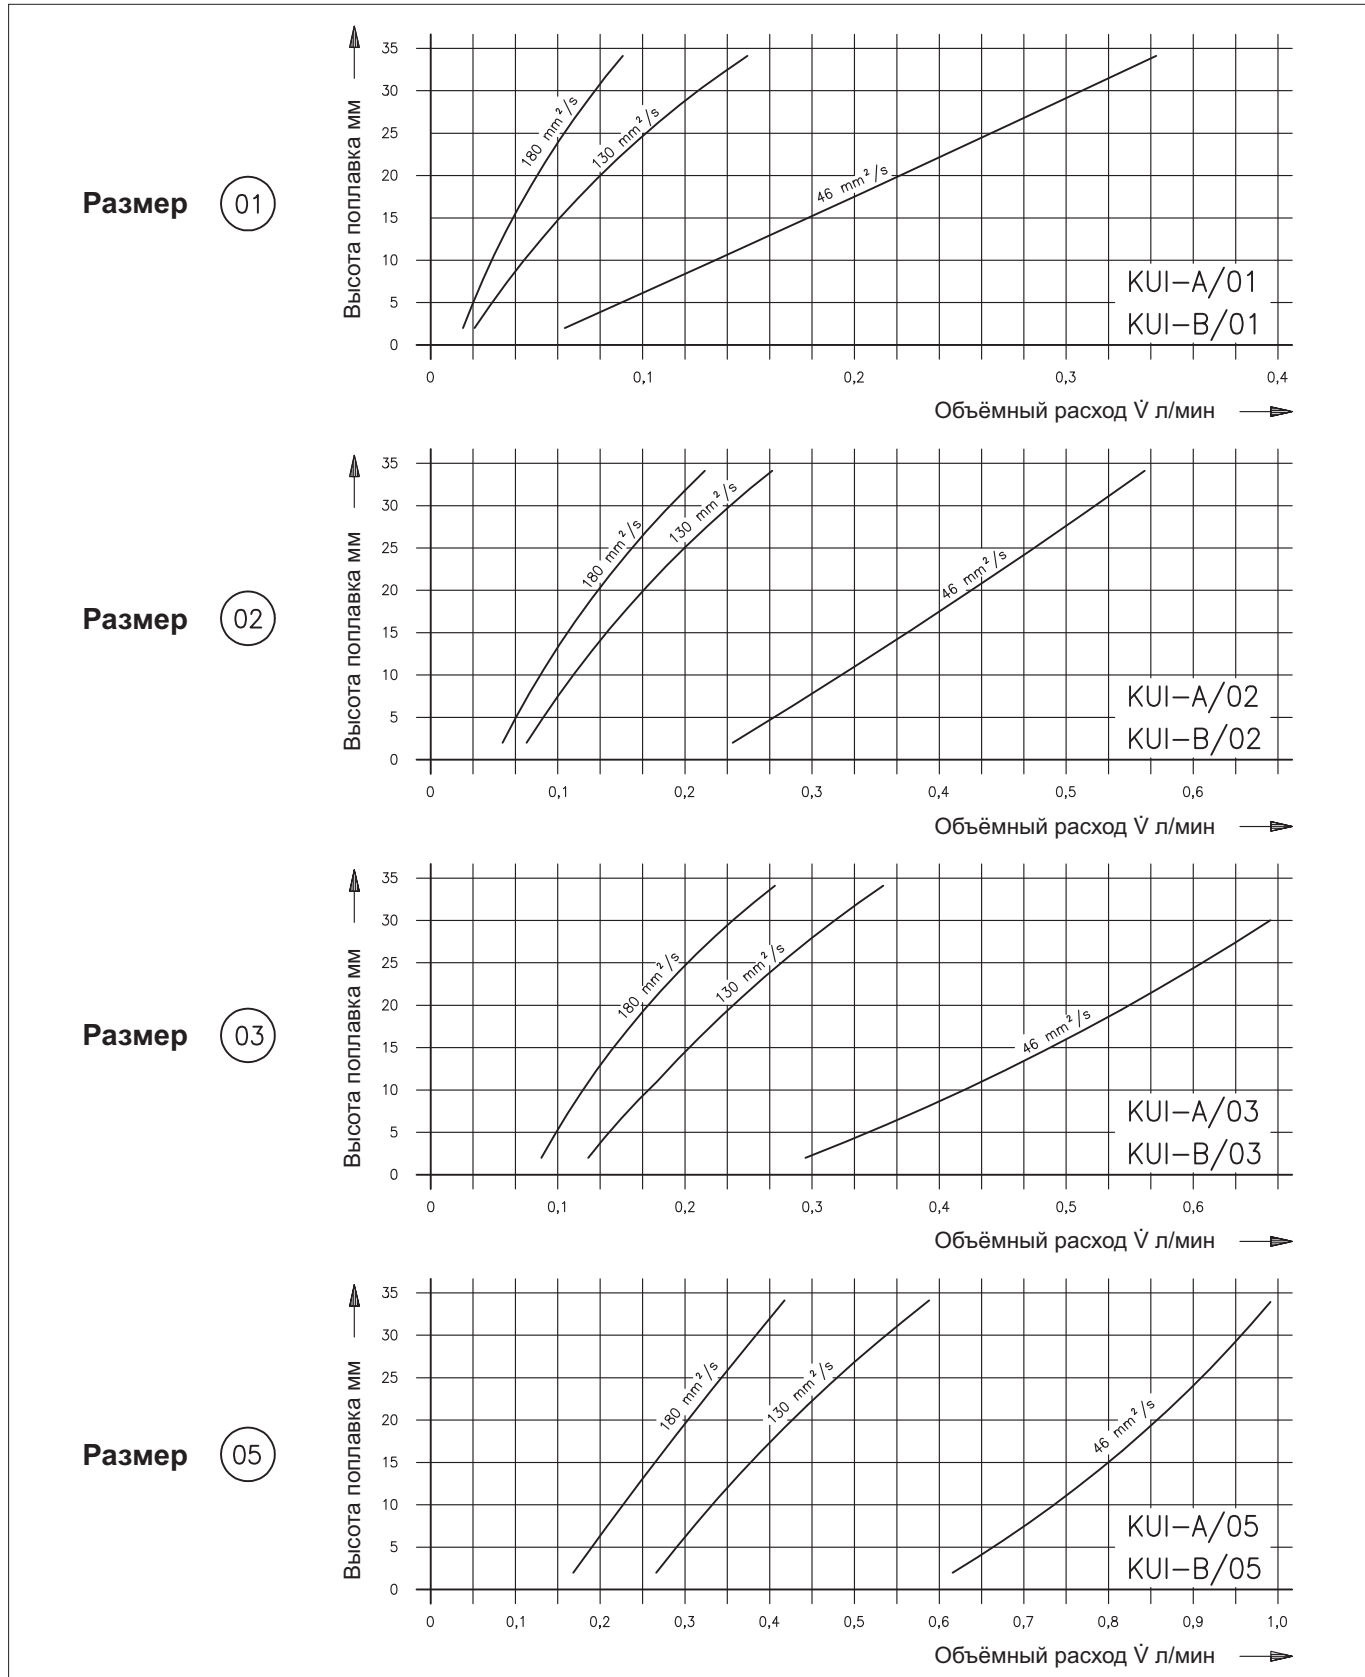 Размер 01
Высота поплавка мм
35
30
25
20
15
10
5
0
180 mm²/s
130 mm²/s
46 mm²/s
KUI-A/01
KUI-B/01
0 0,1 0,2 0,3 0,4
Объёмный расход V̇ л/мин
Размер 02
Высота поплавка мм
35
30
25
20
15
10
5
0
180 mm²/s
130 mm²/s
46 mm²/s
KUI-A/02
KUI-B/02
0 0,1 0,2 0,3 0,4 0,5 0,6
Объёмный расход V̇ л/мин
Размер 03
Высота поплавка мм
35
30
25
20
15
10
5
0
180 mm²/s
130 mm²/s
46 mm²/s
KUI-A/03
KUI-B/03
0 0,1 0,2 0,3 0,4 0,5 0,6
Объёмный расход V̇ л/мин
Размер 05
Высота поплавка мм
35
30
25
20
15
10
5
0
180 mm²/s
130 mm²/s
46 mm²/s
KUI-A/05
KUI-B/05
0 0,1 0,2 0,3 0,4 0,5 0,6 0,7 0,8 0,9 1,0
Объёмный расход V̇ л/мин